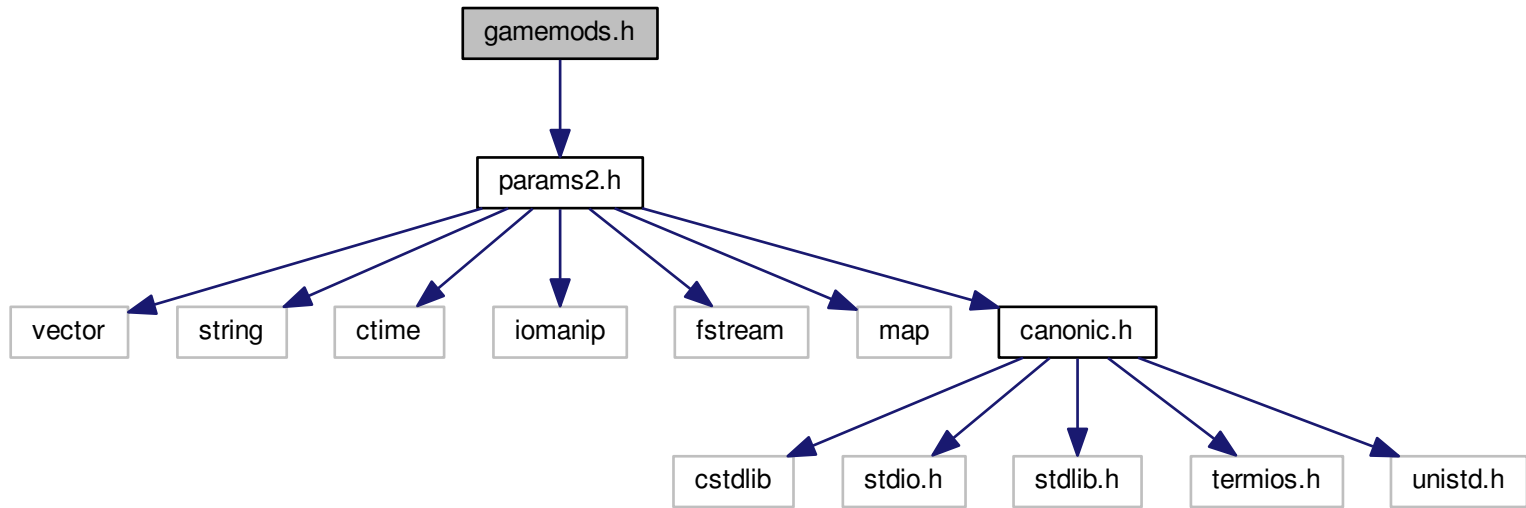 gamemods.h
params2.h
vector
string
ctime
iomanip
fstream
map
canonic.h
cstdlib
stdio.h
stdlib.h
termios.h
unistd.h